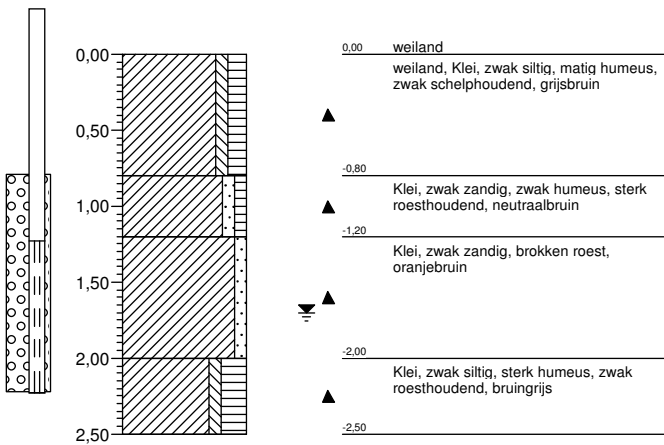 0,00
0,50
1,00
1,50
2,00
2,50
0,00 weiland
weiland, Klei, zwak siltig, matig humeus,
zwak schelphoudend, grijsbruin
-0,80
Klei, zwak zandig, zwak humeus, sterk
roesthoudend, neutraalbruin
-1,20
Klei, zwak zandig, brokken roest,
oranjebruin
-2,00
Klei, zwak siltig, sterk humeus, zwak
roesthoudend, bruingrijs
-2,50